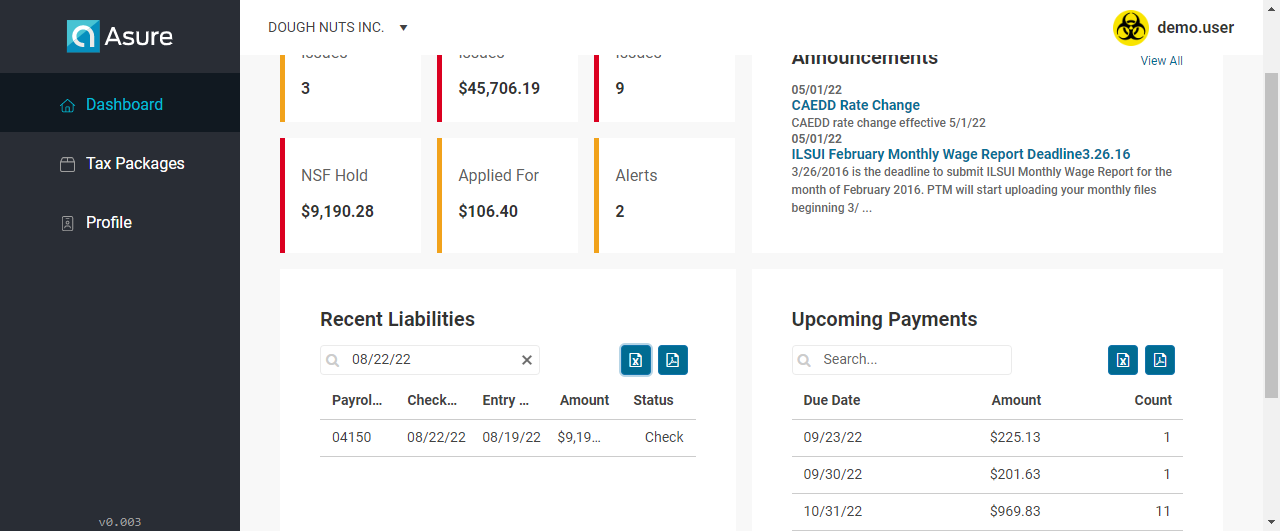 Asure
DOUGH NUTS INC.
demo.user
Dashboard
Tax Packages
Profile
v0.003
Issues
3
Issues
$45,706.19
Issues
9
NSF Hold
$9,190.28
Applied For
$106.40
Alerts
2
Announcements
View All
05/01/22
CAEDD Rate Change
CAEDD rate change effective 5/1/22
05/01/22
ILSUI February Monthly Wage Report Deadline3.26.16
3/26/2016 is the deadline to submit ILSUI Monthly Wage Report for the
month of February 2016. PTM will start uploading your monthly files
beginning 3/ ...
Recent Liabilities
08/22/22
Payrol... Check... Entry ... Amount Status
04150 08/22/22 08/19/22 $9,19... Check
Upcoming Payments
Search...
Due Date Amount Count
09/23/22 $225.13 1
09/30/22 $201.63 1
10/31/22 $969.83 11